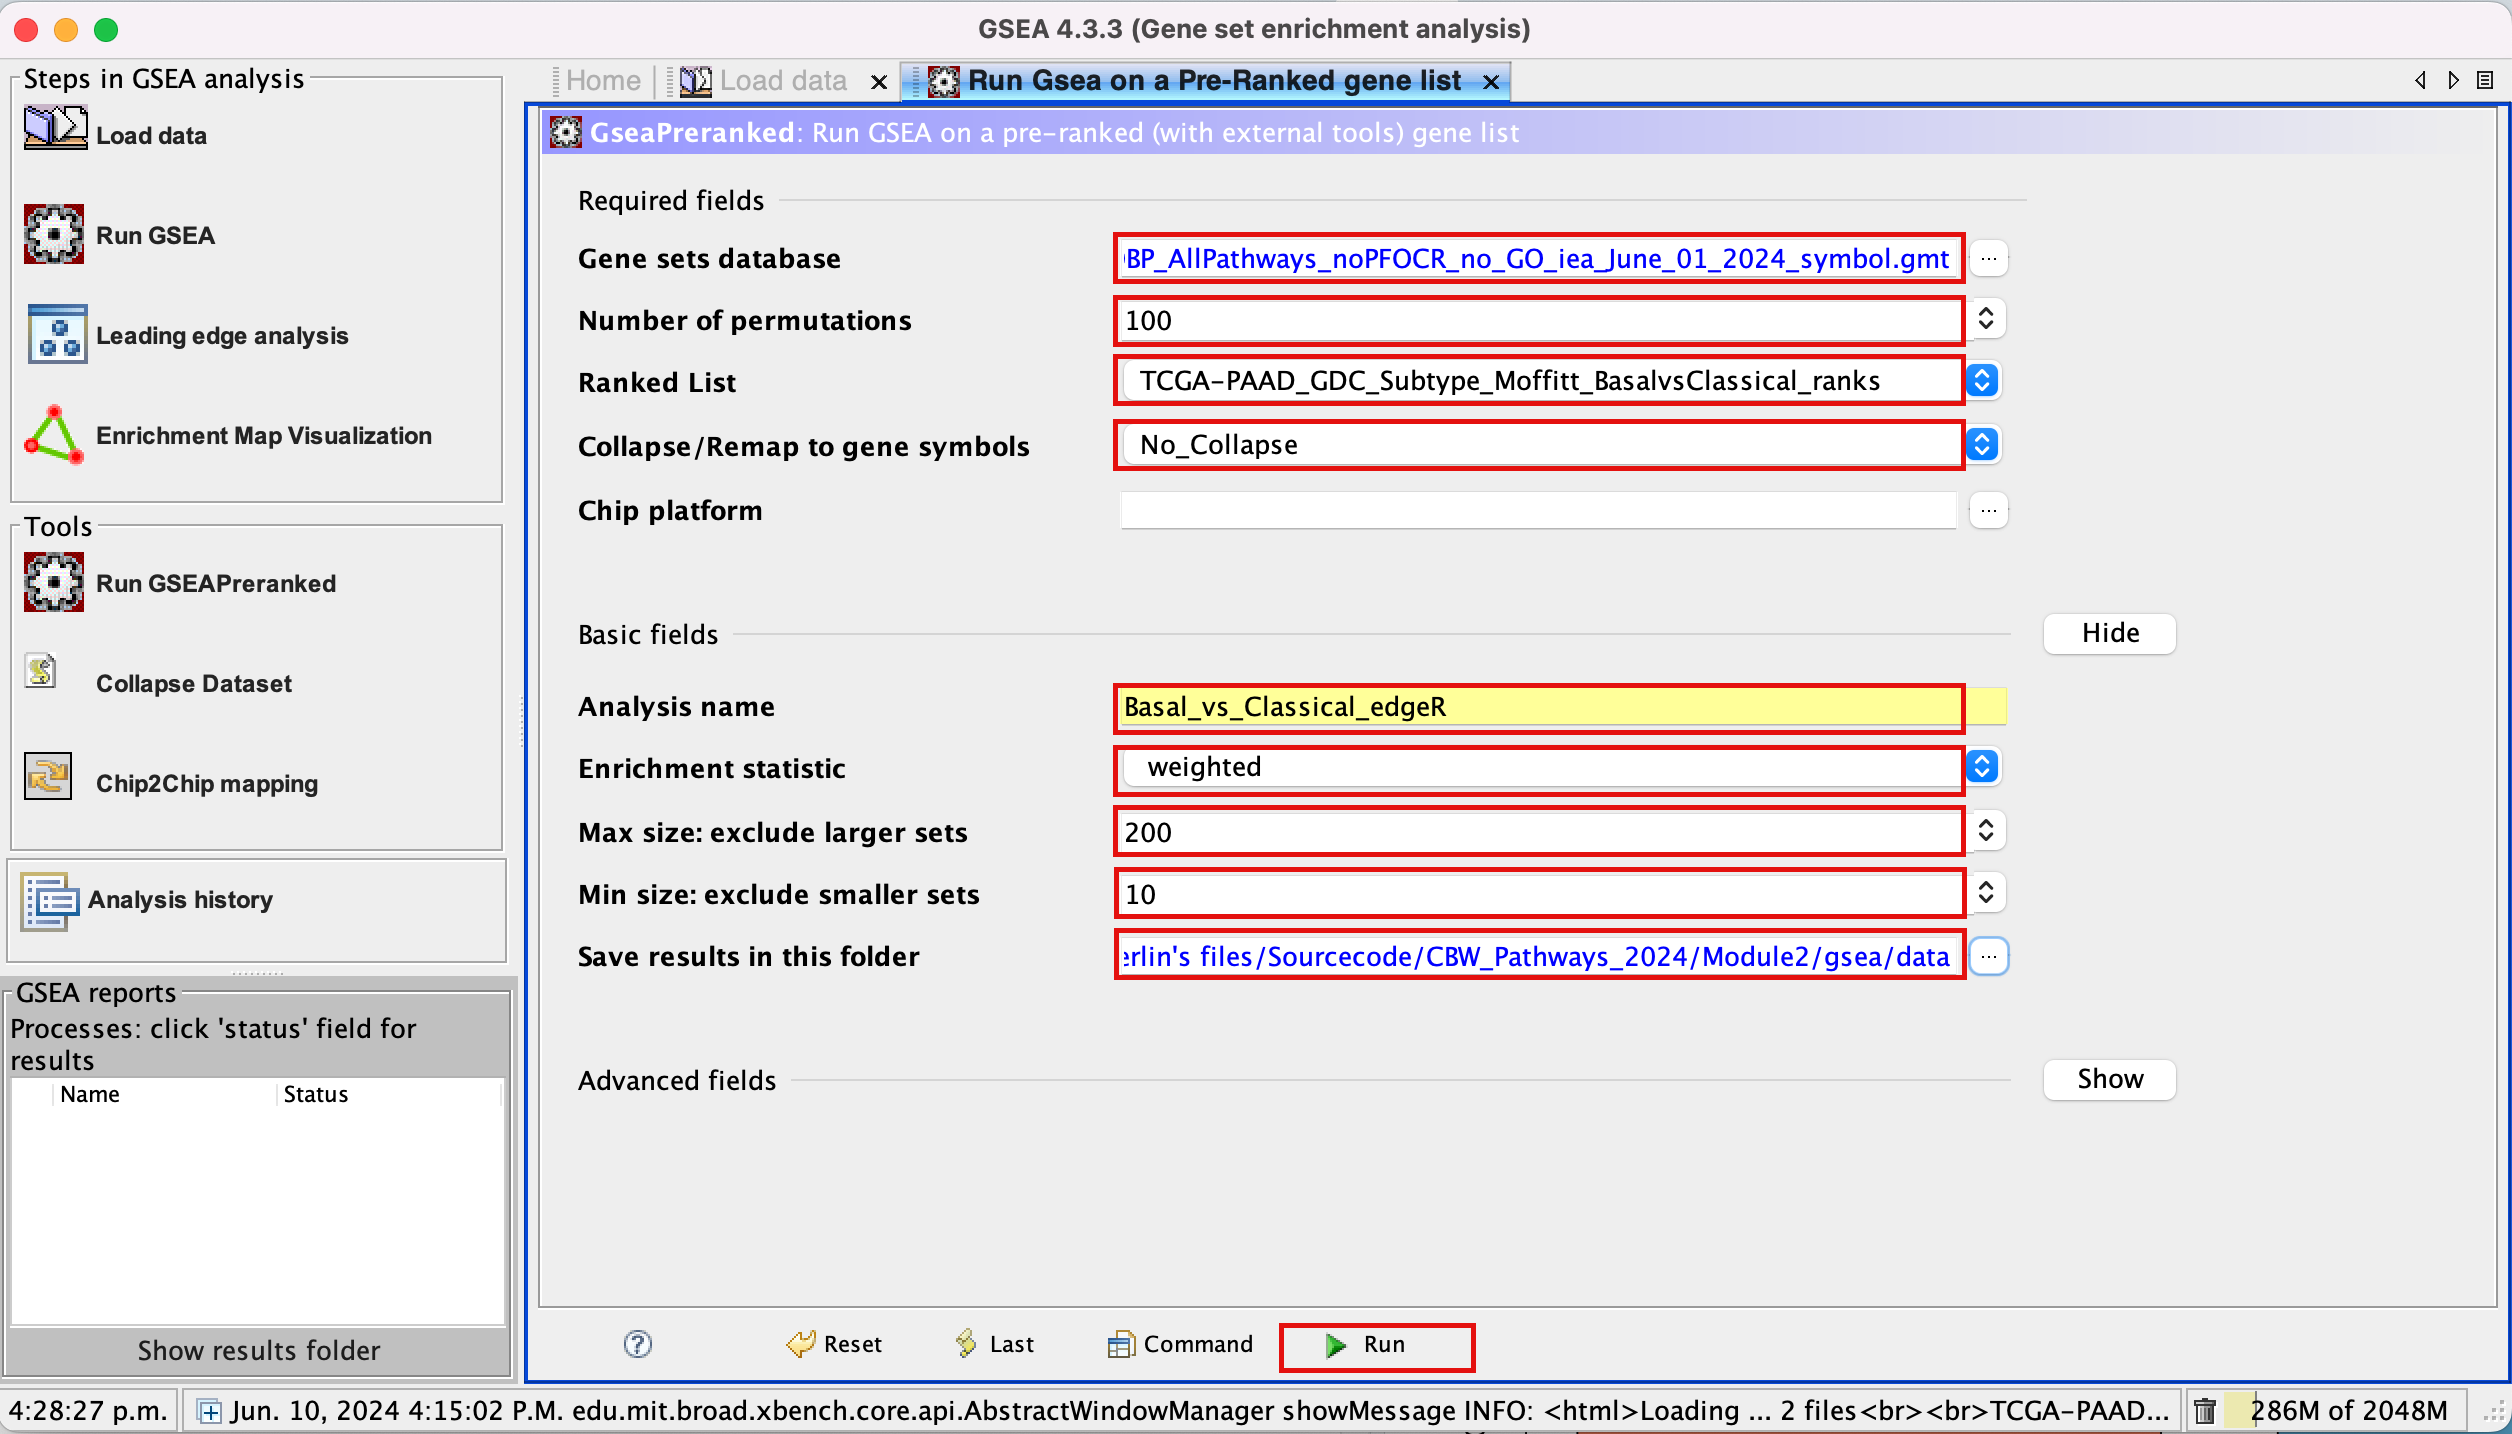 GSEA 4.3.3 (Gene set enrichment analysis)
Steps in GSEA analysis
Load data
Run GSEA
Leading edge analysis
Enrichment Map Visualization
Tools
Run GSEAPreranked
Collapse Dataset
Chip2Chip mapping
Analysis history
GSEA reports
Processes: click 'status' field for
results
Name Status
Show results folder
Home Load data Run Gsea on a Pre-Ranked gene list
GseaPreranked: Run GSEA on a pre-ranked (with external tools) gene list
Required fields
Gene sets database BP_AllPathways_noPFOCR_no_GO_iea_June_01_2024_symbol.gmt ...
Number of permutations 100
Ranked List TCGA-PAAD_GDC_Subtype_Moffitt_BasalvsClassical_ranks
Collapse/Remap to gene symbols No_Collapse
Chip platform ...
Basic fields Hide
Analysis name Basal_vs_Classical_edgeR
Enrichment statistic weighted
Max size: exclude larger sets 200
Min size: exclude smaller sets 10
Save results in this folder erlin's files/Sourcecode/CBW_Pathways_2024/Module2/gsea/data ...
Advanced fields Show
? Reset Last Command Run
4:28:27 p.m. Jun. 10, 2024 4:15:02 P.M. edu.mit.broad.xbench.core.api.AbstractWindowManager showMessage INFO: <html>Loading ... 2 files<br><br>TCGA-PAAD... 286M of 2048M